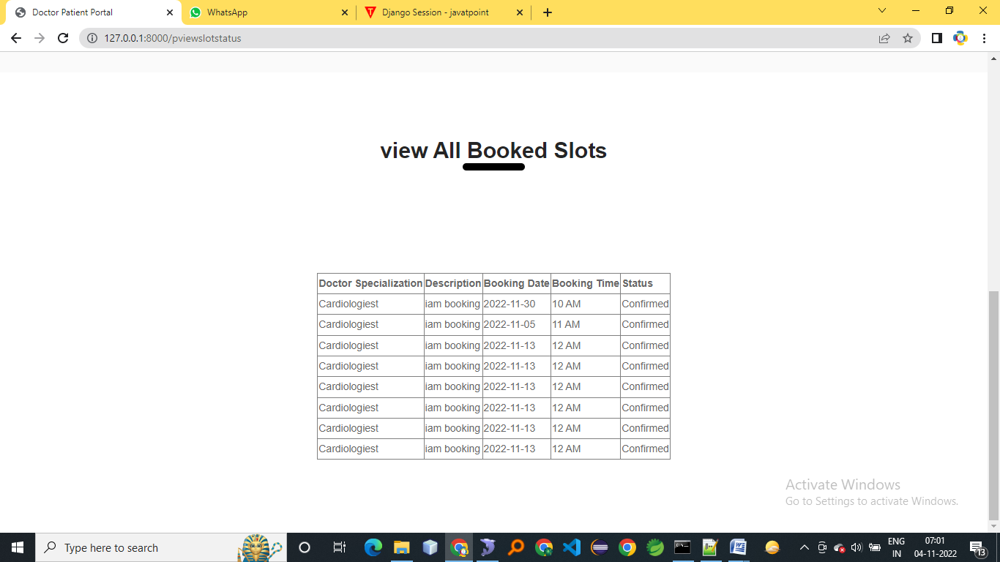 Doctor Patient Portal WhatsApp Django Session - javatpoint
127.0.0.1:8000/pviewslotstatus
view All Booked Slots
Doctor Specialization Description Booking Date Booking Time Status
Cardiologiest iam booking 2022-11-30 10 AM Confirmed
Cardiologiest iam booking 2022-11-05 11 AM Confirmed
Cardiologiest iam booking 2022-11-13 12 AM Confirmed
Cardiologiest iam booking 2022-11-13 12 AM Confirmed
Cardiologiest iam booking 2022-11-13 12 AM Confirmed
Cardiologiest iam booking 2022-11-13 12 AM Confirmed
Cardiologiest iam booking 2022-11-13 12 AM Confirmed
Cardiologiest iam booking 2022-11-13 12 AM Confirmed
Activate Windows
Go to Settings to activate Windows.
Type here to search
ENG 07:01
IN 04-11-2022 13